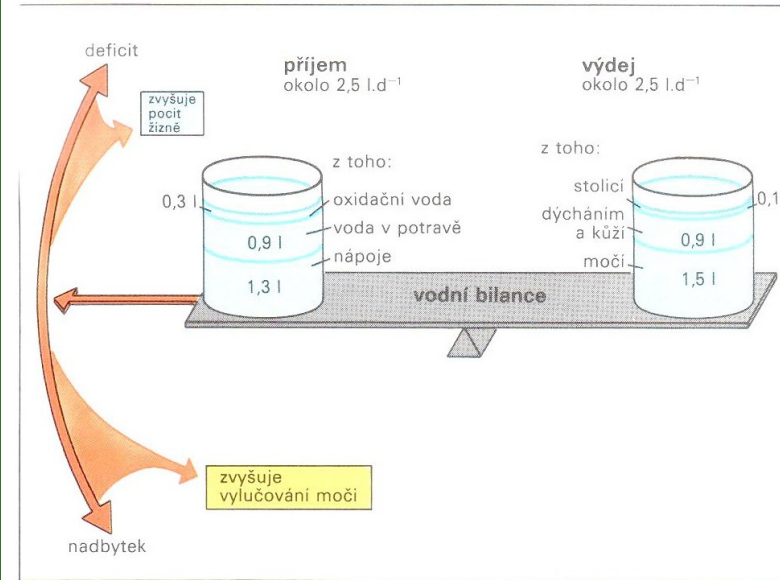 deficit
zvyšuje
pocit
žízně
příjem
okolo 2,5 l.d⁻¹
výdej
okolo 2,5 l.d⁻¹
z toho:
0,3 l
oxidační voda
voda v potravě
nápoje
0,9 l
1,3 l
z toho:
stolicí
dýcháním
a kůží
močí
0,1
0,9 l
1,5 l
vodní bilance
zvyšuje
vylučování moči
nadbytek